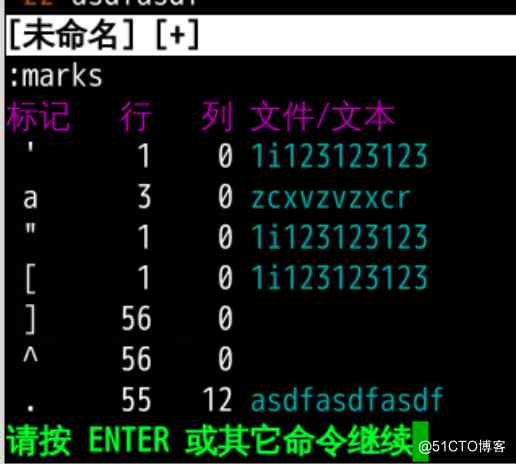 [未命名] [+]
:marks
标记 行 列 文件/文本
' 1 0 1i123123123
a 3 0 zcxvzvzxcr
" 1 0 1i123123123
[ 1 0 1i123123123
] 56 0
^ 56 0
. 55 12 asdfasdfasdf
请按 ENTER 或其它命令继续
@51CTO博客